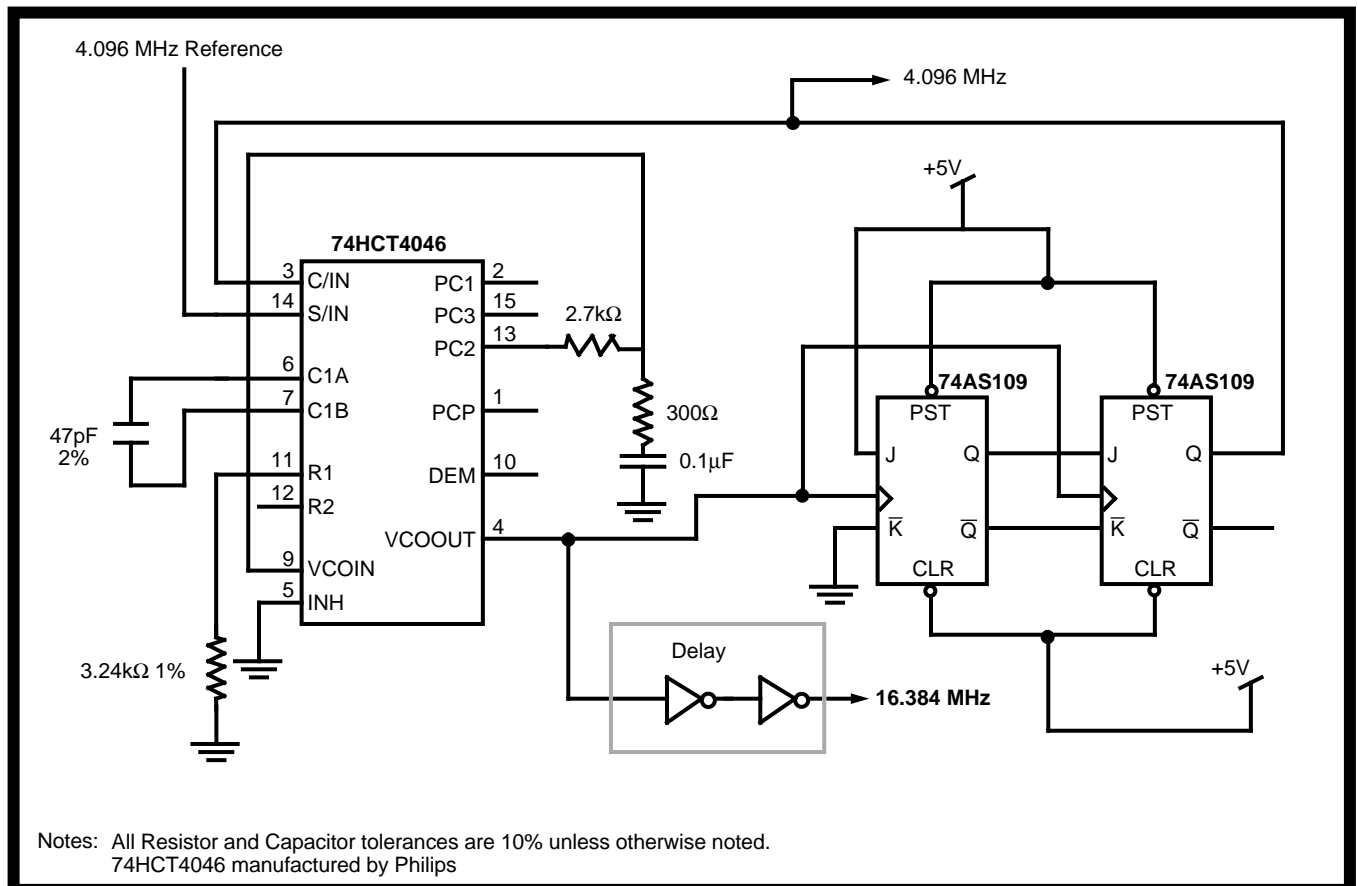 4.096 MHz Reference
4.096 MHz
+5V
74HCT4046
3
C/IN
PC1
2
14
S/IN
PC3
15
2.7kΩ
PC2
13
6
C1A
7
C1B
PCP
1
300Ω
47pF
2%
0.1µF
11
R1
DEM
10
12
R2
VCOOUT
4
9
VCOIN
5
INH
3.24kΩ 1%
74AS109
74AS109
PST
PST
J
Q
J
Q
K̅
Q̅
K̅
Q̅
CLR
CLR
Delay
+5V
16.384 MHz
Notes: All Resistor and Capacitor tolerances are 10% unless otherwise noted.
74HCT4046 manufactured by Philips